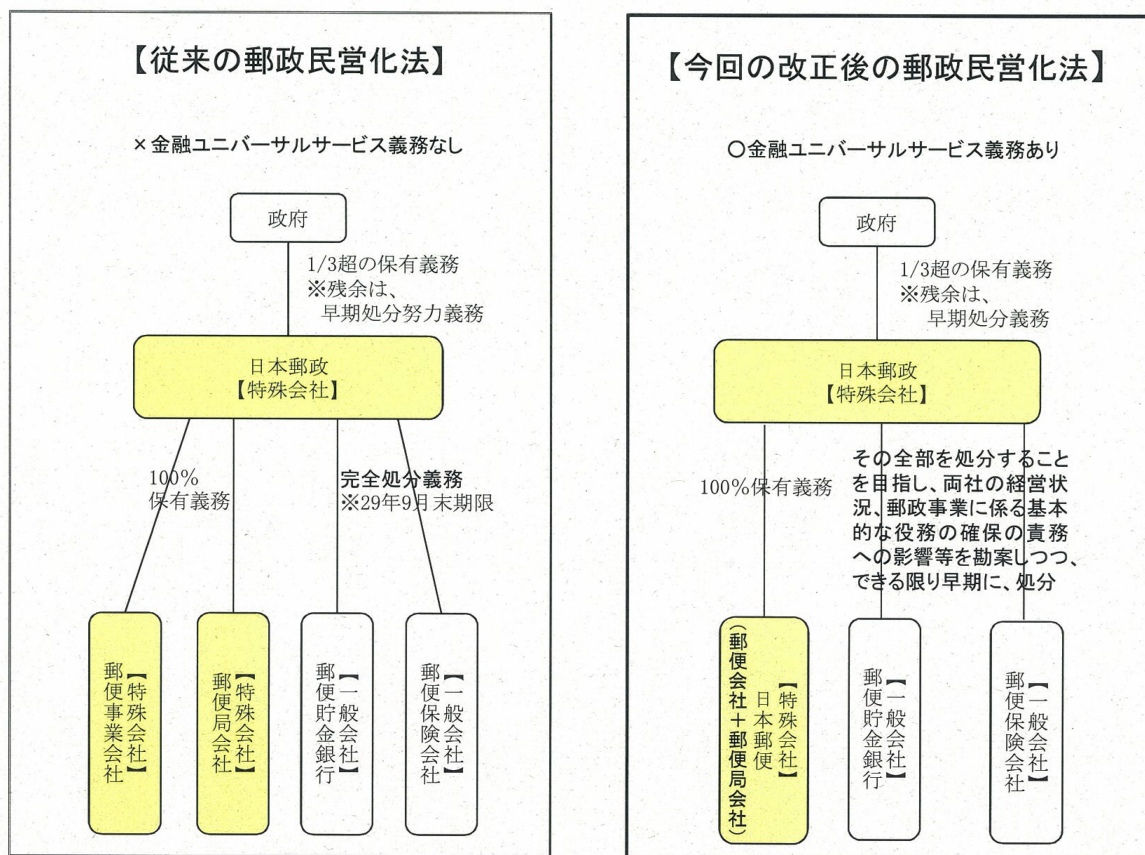 【従来の郵政民営化法】
×金融ユニバーサルサービス義務なし
政府
1/3超の保有義務
※残余は、
早期処分努力義務
日本郵政
【特殊会社】
100%
保有義務
完全処分義務
※29年9月末期限
【特殊会社】
郵便事業会社
【特殊会社】
郵便局会社
【一般会社】
郵便貯金銀行
【一般会社】
郵便保険会社
【今回の改正後の郵政民営化法】
○金融ユニバーサルサービス義務あり
政府
1/3超の保有義務
※残余は、
早期処分義務
日本郵政
【特殊会社】
100%保有義務
その全部を処分すること
を目指し、両社の経営状
況、郵政事業に係る基本
的な役務の確保の責務
への影響等を勘案しつつ、
できる限り早期に、処分
【特殊会社】
日本郵便
(郵便会社+郵便局会社)
【一般会社】
郵便貯金銀行
【一般会社】
郵便保険会社